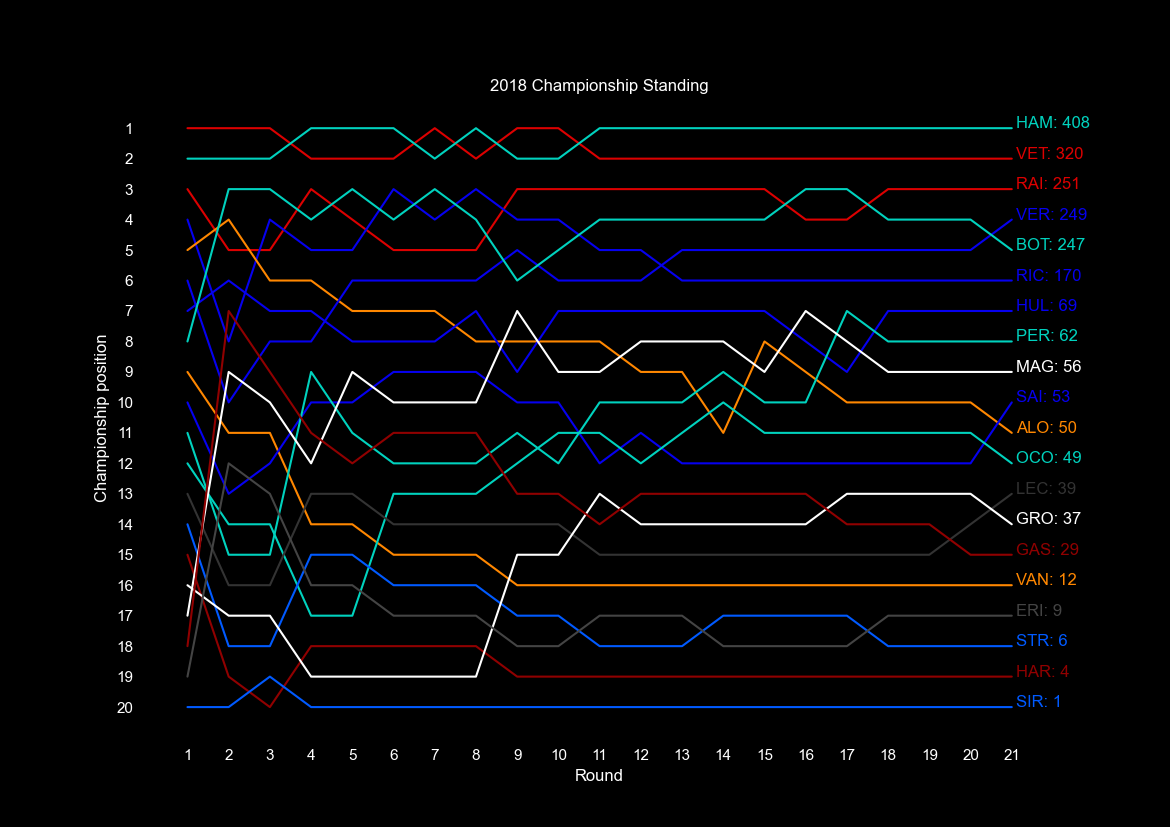 2018 Championship Standing
Championship position
1
2
3
4
5
6
7
8
9
10
11
12
13
14
15
16
17
18
19
20
HAM: 408
VET: 320
RAI: 251
VER: 249
BOT: 247
RIC: 170
HUL: 69
PER: 62
MAG: 56
SAI: 53
ALO: 50
OCO: 49
LEC: 39
GRO: 37
GAS: 29
VAN: 12
ERI: 9
STR: 6
HAR: 4
SIR: 1
1 2 3 4 5 6 7 8 9 10 11 12 13 14 15 16 17 18 19 20 21
Round